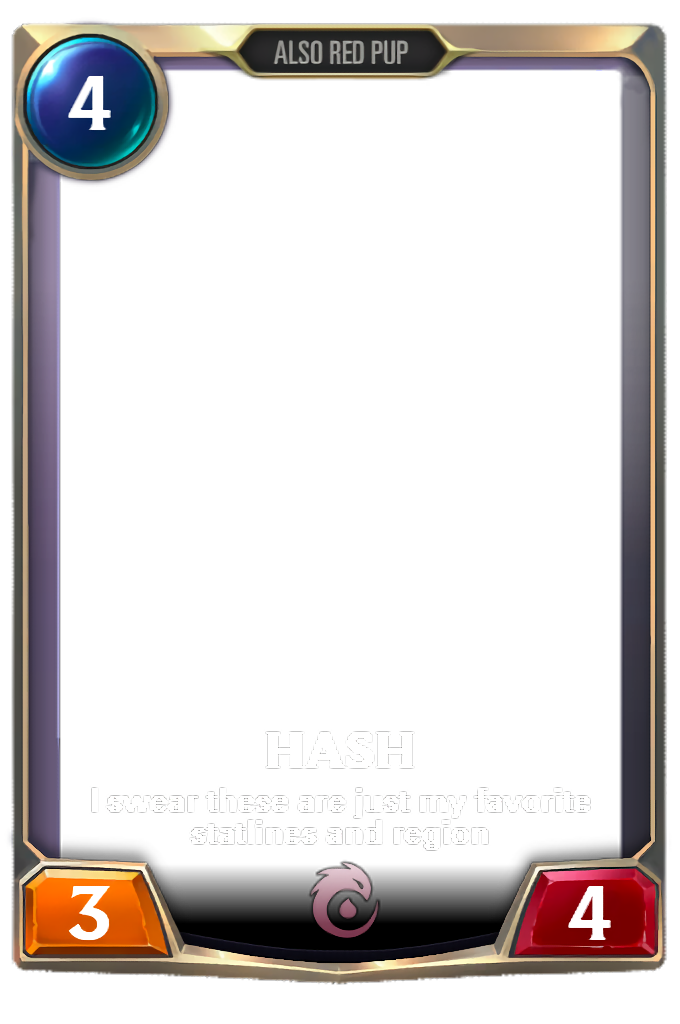 ALSO RED PUP
4
HASH
I swear these are just my favorite
statlines and region
3
4